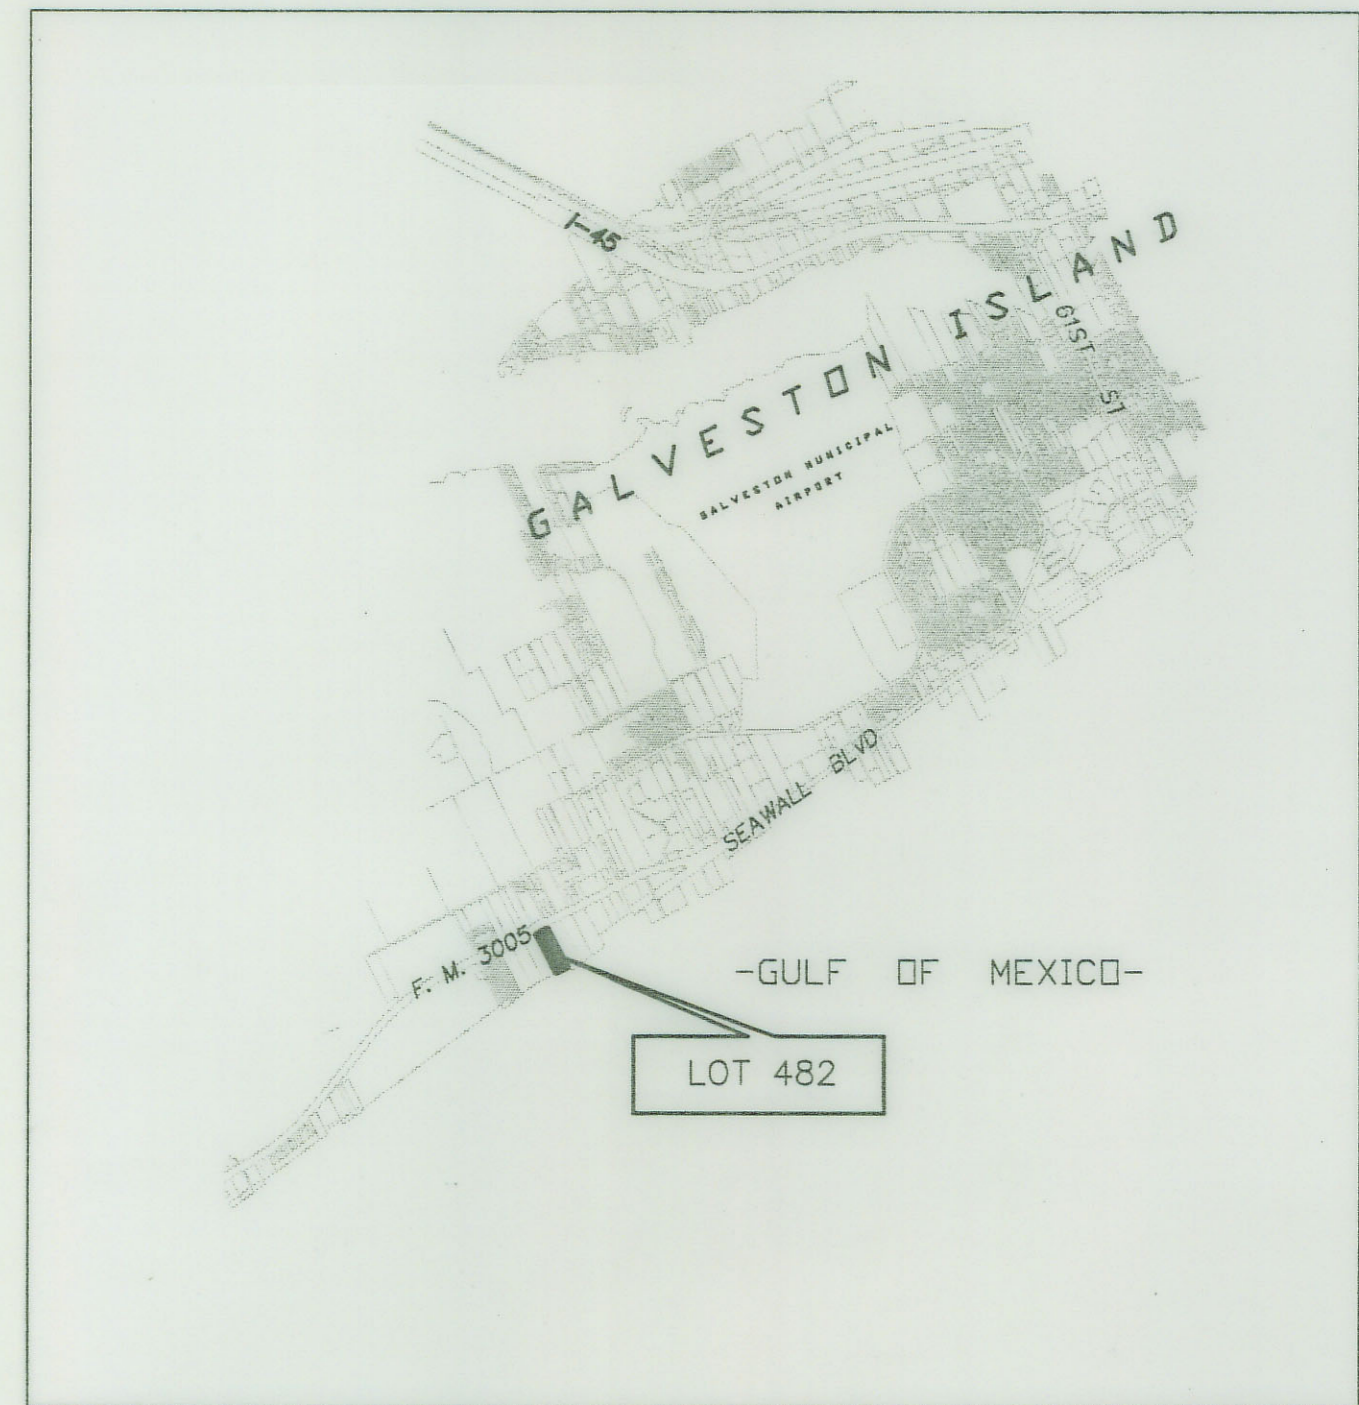 I-45
GALVESTON ISLAND
61ST ST
GALVESTON MUNICIPAL
AIRPORT
SEAWALL BLVD
F. M. 3005
-GULF OF MEXICO-
LOT 482